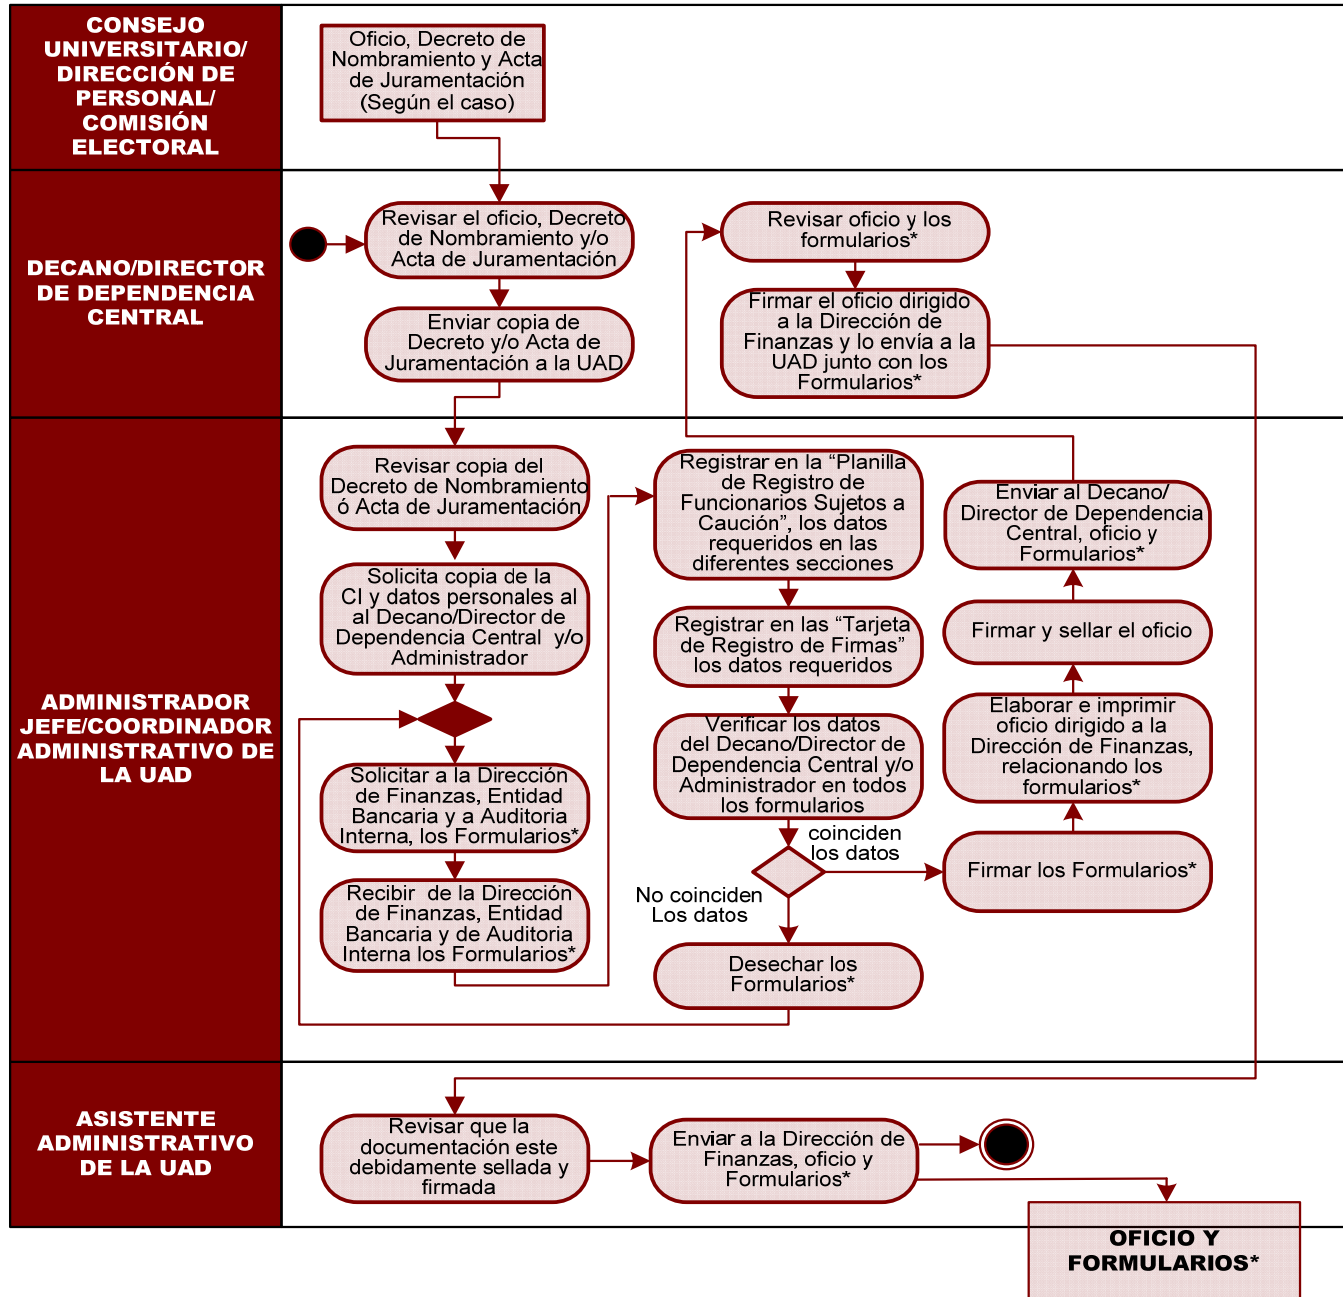 CONSEJO
UNIVERSITARIO/
DIRECCIÓN DE
PERSONAL/
COMISIÓN
ELECTORAL
Oficio, Decreto de
Nombramiento y Acta
de Juramentación
(Según el caso)
DECANO/DIRECTOR
DE DEPENDENCIA
CENTRAL
Revisar el oficio, Decreto
de Nombramiento y/o
Acta de Juramentación
Enviar copia de
Decreto y/o Acta de
Juramentación a la UAD
Revisar oficio y los
formularios*
Firmar el oficio dirigido
a la Dirección de
Finanzas y lo envía a la
UAD junto con los
Formularios*
ADMINISTRADOR
JEFE/COORDINADOR
ADMINISTRATIVO DE
LA UAD
Revisar copia del
Decreto de Nombramiento
ó Acta de Juramentación
Solicita copia de la
CI y datos personales al
al Decano/Director de
Dependencia Central y/o
Administrador
Solicitar a la Dirección
de Finanzas, Entidad
Bancaria y a Auditoria
Interna, los Formularios*
Recibir de la Dirección
de Finanzas, Entidad
Bancaria y de Auditoria
Interna los Formularios*
Registrar en la “Planilla
de Registro de
Funcionarios Sujetos a
Caución”, los datos
requeridos en las
diferentes secciones
Registrar en las “Tarjeta
de Registro de Firmas”
los datos requeridos
Verificar los datos
del Decano/Director de
Dependencia Central y/o
Administrador en todos
los formularios
coinciden
los datos
No coinciden
Los datos
Desechar los
Formularios*
Firmar los Formularios*
Elaborar e imprimir
oficio dirigido a la
Dirección de Finanzas,
relacionando los
formularios*
Firmar y sellar el oficio
Enviar al Decano/
Director de Dependencia
Central, oficio y
Formularios*
ASISTENTE
ADMINISTRATIVO
DE LA UAD
Revisar que la
documentación este
debidamente sellada y
firmada
Enviar a la Dirección de
Finanzas, oficio y
Formularios*
OFICIO Y
FORMULARIOS*